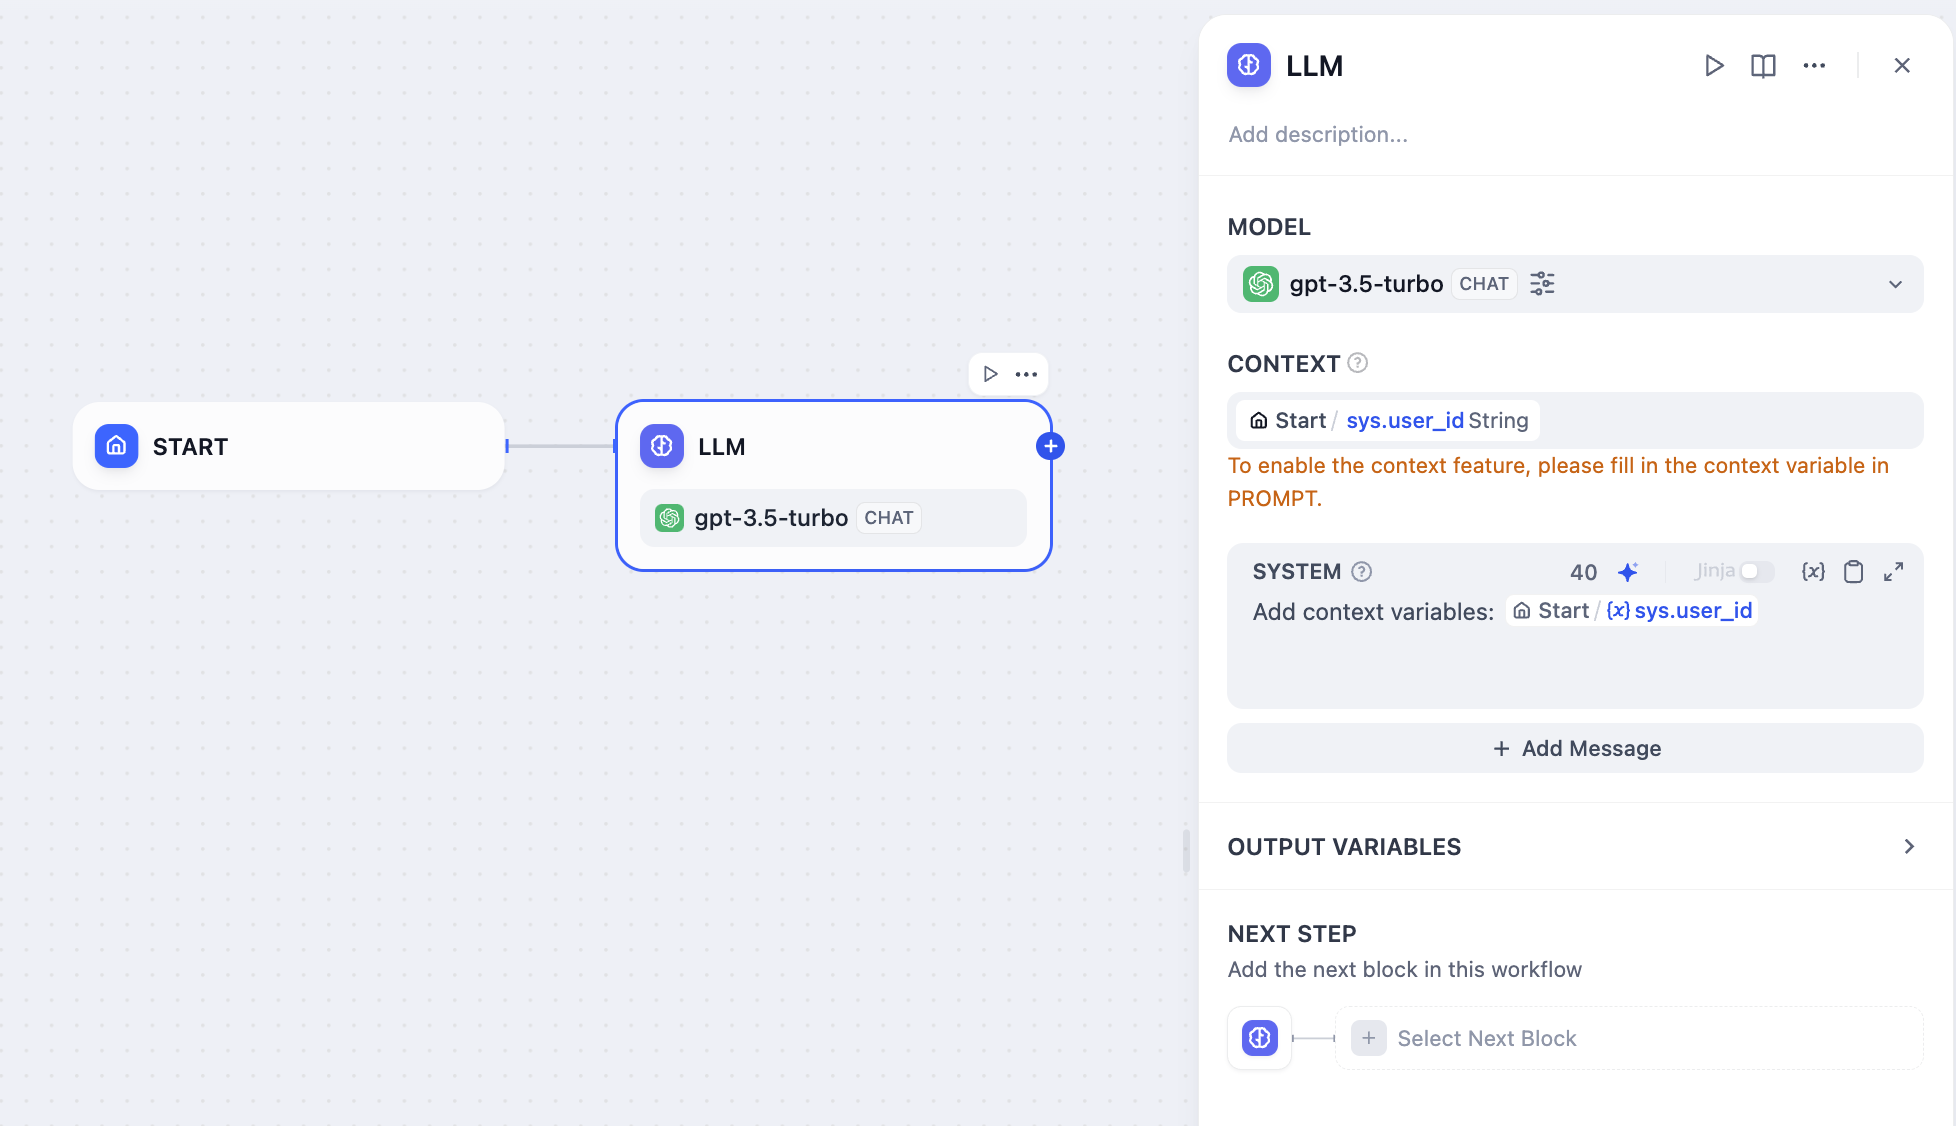 START
LLM
gpt-3.5-turbo CHAT
LLM
Add description...
MODEL
gpt-3.5-turbo CHAT
CONTEXT
Start / sys.user_id String
To enable the context feature, please fill in the context variable in
PROMPT.
SYSTEM 40 Jinja {x}
Add context variables: Start / {x} sys.user_id
+ Add Message
OUTPUT VARIABLES
NEXT STEP
Add the next block in this workflow
+ Select Next Block